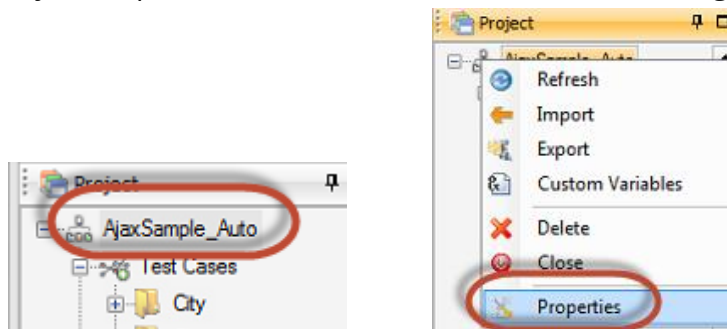 Project
AjaxSample_Auto
Test Cases
City
Project
Refresh
Import
Export
Custom Variables
Delete
Close
Properties